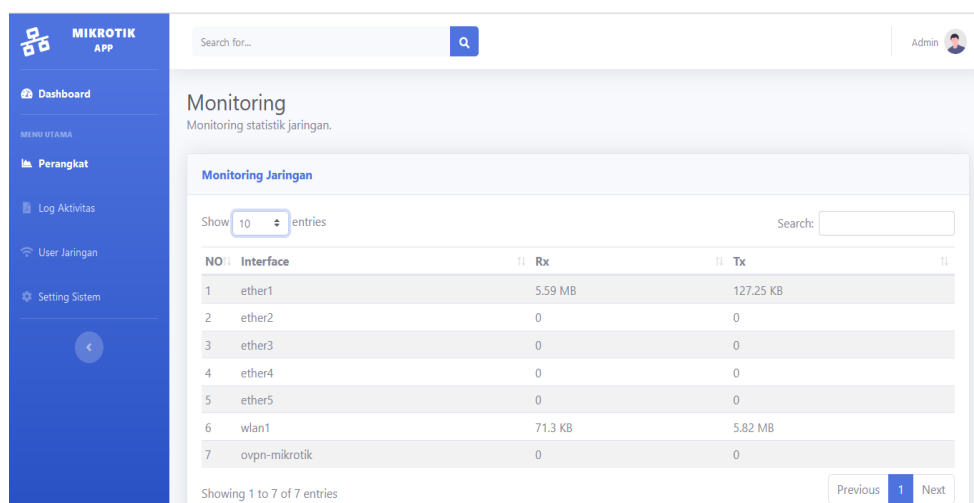 MIKROTIK
APP
Search for...
Admin
Dashboard
MENU UTAMA
Perangkat
Log Aktivitas
User Jaringan
Setting Sistem
Monitoring
Monitoring statistik jaringan.
Monitoring Jaringan
Show 10 entries
Search:
NO Interface Rx Tx
1 ether1 5.59 MB 127.25 KB
2 ether2 0 0
3 ether3 0 0
4 ether4 0 0
5 ether5 0 0
6 wlan1 71.3 KB 5.82 MB
7 ovpn-mikrotik 0 0
Showing 1 to 7 of 7 entries
Previous 1 Next